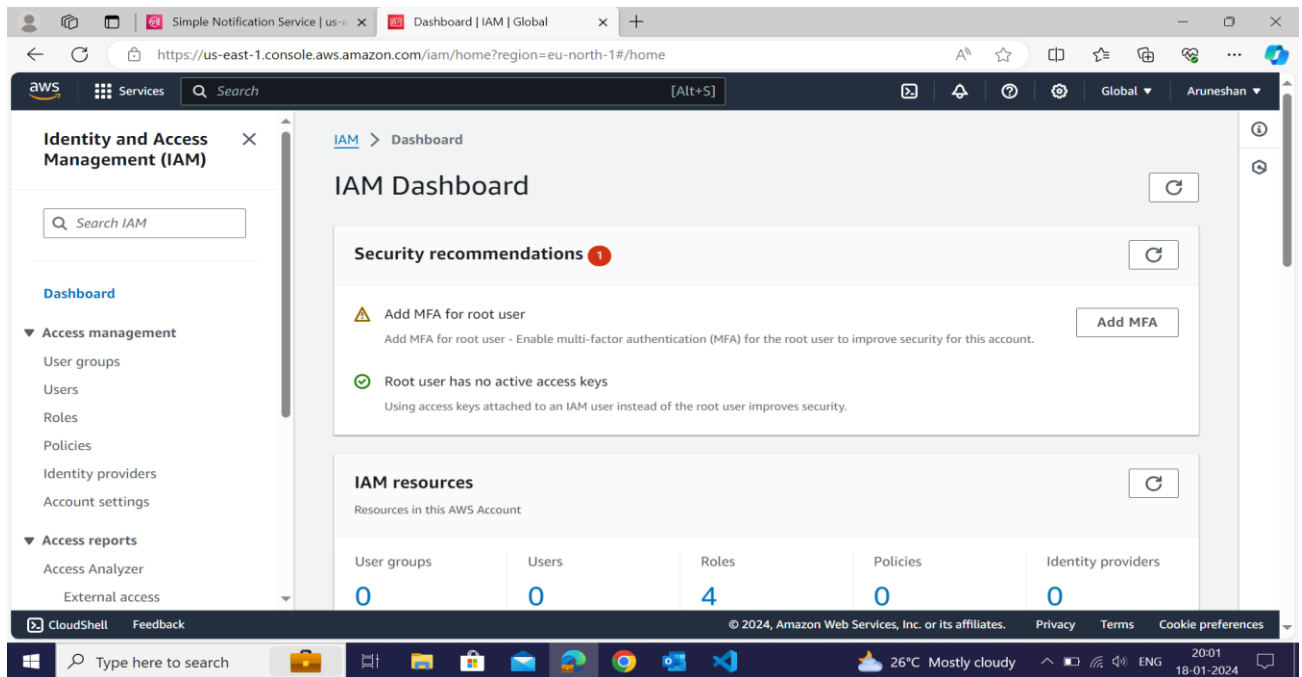 Simple Notification Service | us-e
Dashboard | IAM | Global
https://us-east-1.console.aws.amazon.com/iam/home?region=eu-north-1#/home
aws
Services
Search
[Alt+S]
Global
Aruneshan
Identity and Access
Management (IAM)
Search IAM
Dashboard
Access management
User groups
Users
Roles
Policies
Identity providers
Account settings
Access reports
Access Analyzer
External access
IAM > Dashboard
IAM Dashboard
Security recommendations 1
Add MFA for root user
Add MFA for root user - Enable multi-factor authentication (MFA) for the root user to improve security for this account.
Add MFA
Root user has no active access keys
Using access keys attached to an IAM user instead of the root user improves security.
IAM resources
Resources in this AWS Account
User groups
0
Users
0
Roles
4
Policies
0
Identity providers
0
CloudShell
Feedback
© 2024, Amazon Web Services, Inc. or its affiliates.
Privacy
Terms
Cookie preferences
Type here to search
26°C Mostly cloudy
ENG
20:01
18-01-2024